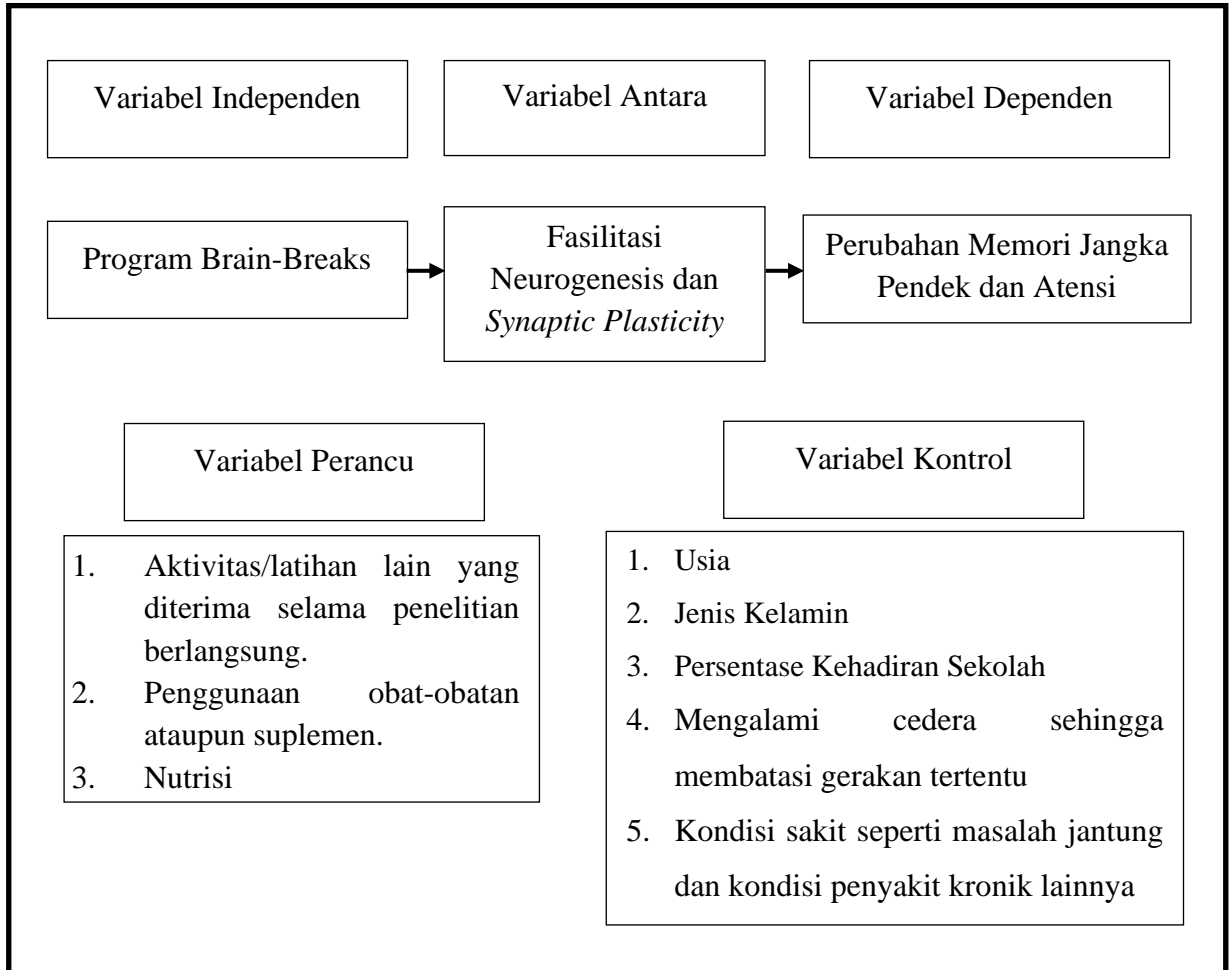 Variabel Independen
Variabel Antara
Variabel Dependen
Program Brain-Breaks
Fasilitasi
Neurogenesis dan
Synaptic Plasticity
Perubahan Memori Jangka
Pendek dan Atensi
Variabel Perancu
1. Aktivitas/latihan lain yang
diterima selama penelitian
berlangsung.
2. Penggunaan obat-obatan
ataupun suplemen.
3. Nutrisi
Variabel Kontrol
1. Usia
2. Jenis Kelamin
3. Persentase Kehadiran Sekolah
4. Mengalami cedera sehingga
membatasi gerakan tertentu
5. Kondisi sakit seperti masalah jantung
dan kondisi penyakit kronik lainnya